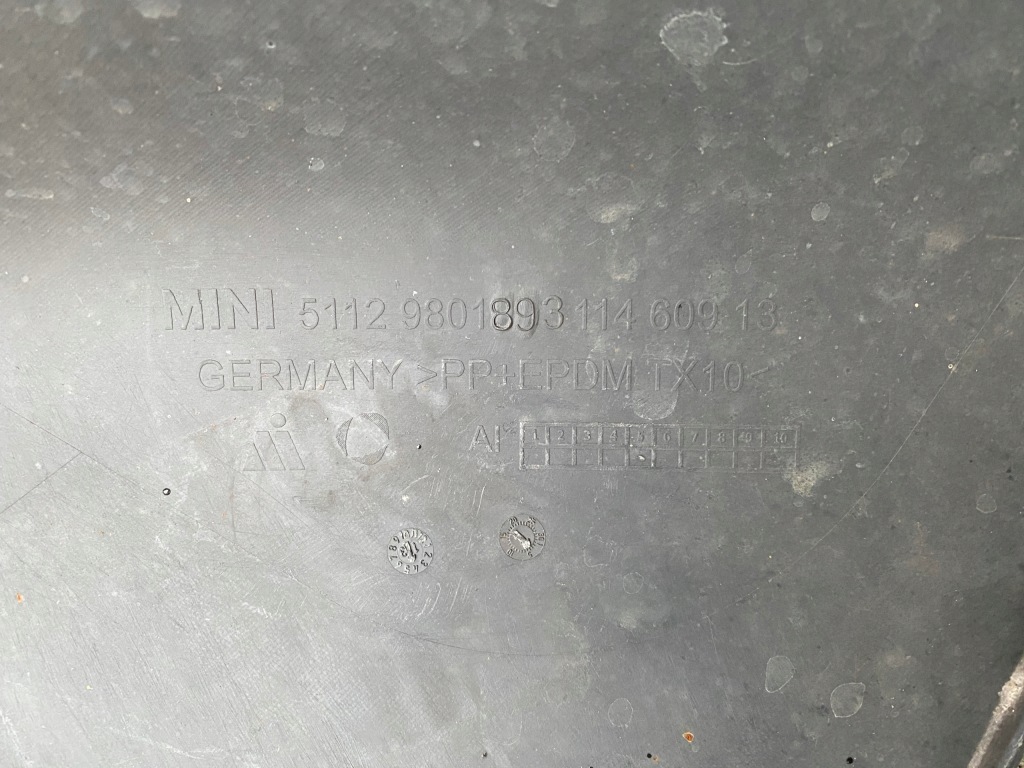 MINI 5112 9801893 114 609 13
GERMANY >PP+EPDM TX10<
AI 1 2 3 4 5 6 7 8 9 10